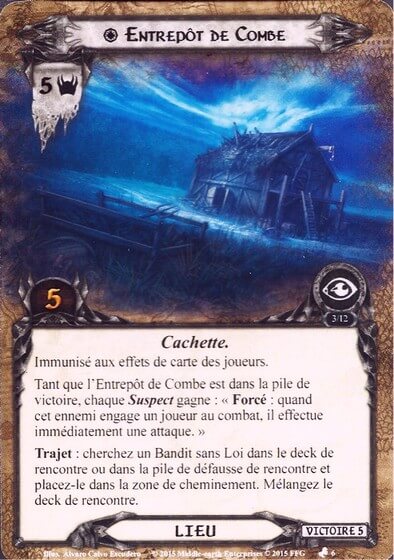 Entrepôt de Combe
5
5
3/12
Cachette.
Immunisé aux effets de carte des joueurs.
Tant que l'Entrepôt de Combe est dans la pile de
victoire, chaque Suspect gagne : « Forcé : quand
cet ennemi engage un joueur au combat, il effectue
immédiatement une attaque. »
Trajet : cherchez un Bandit sans Loi dans le deck de
rencontre ou dans la pile de défausse de rencontre et
placez-le dans la zone de cheminement. Mélangez le
deck de rencontre.
LIEU
VICTOIRE 5
Illus. Alvaro Calvo Escudero © 2015 Middle-earth Enterprises © 2015 FFG 6